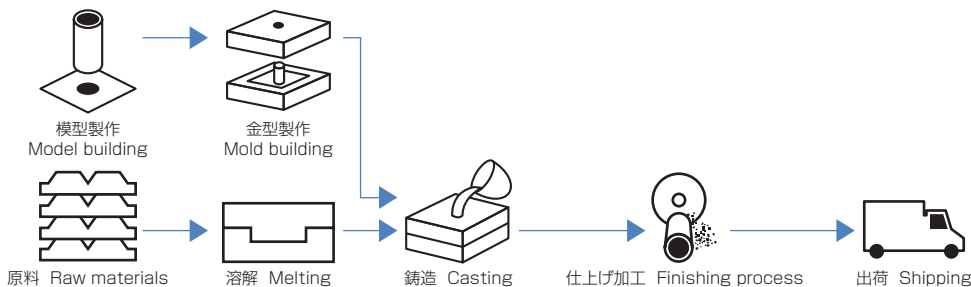 模型製作
Model building
金型製作
Mold building
原料 Raw materials
溶解 Melting
鋳造 Casting
仕上げ加工 Finishing process
出荷 Shipping